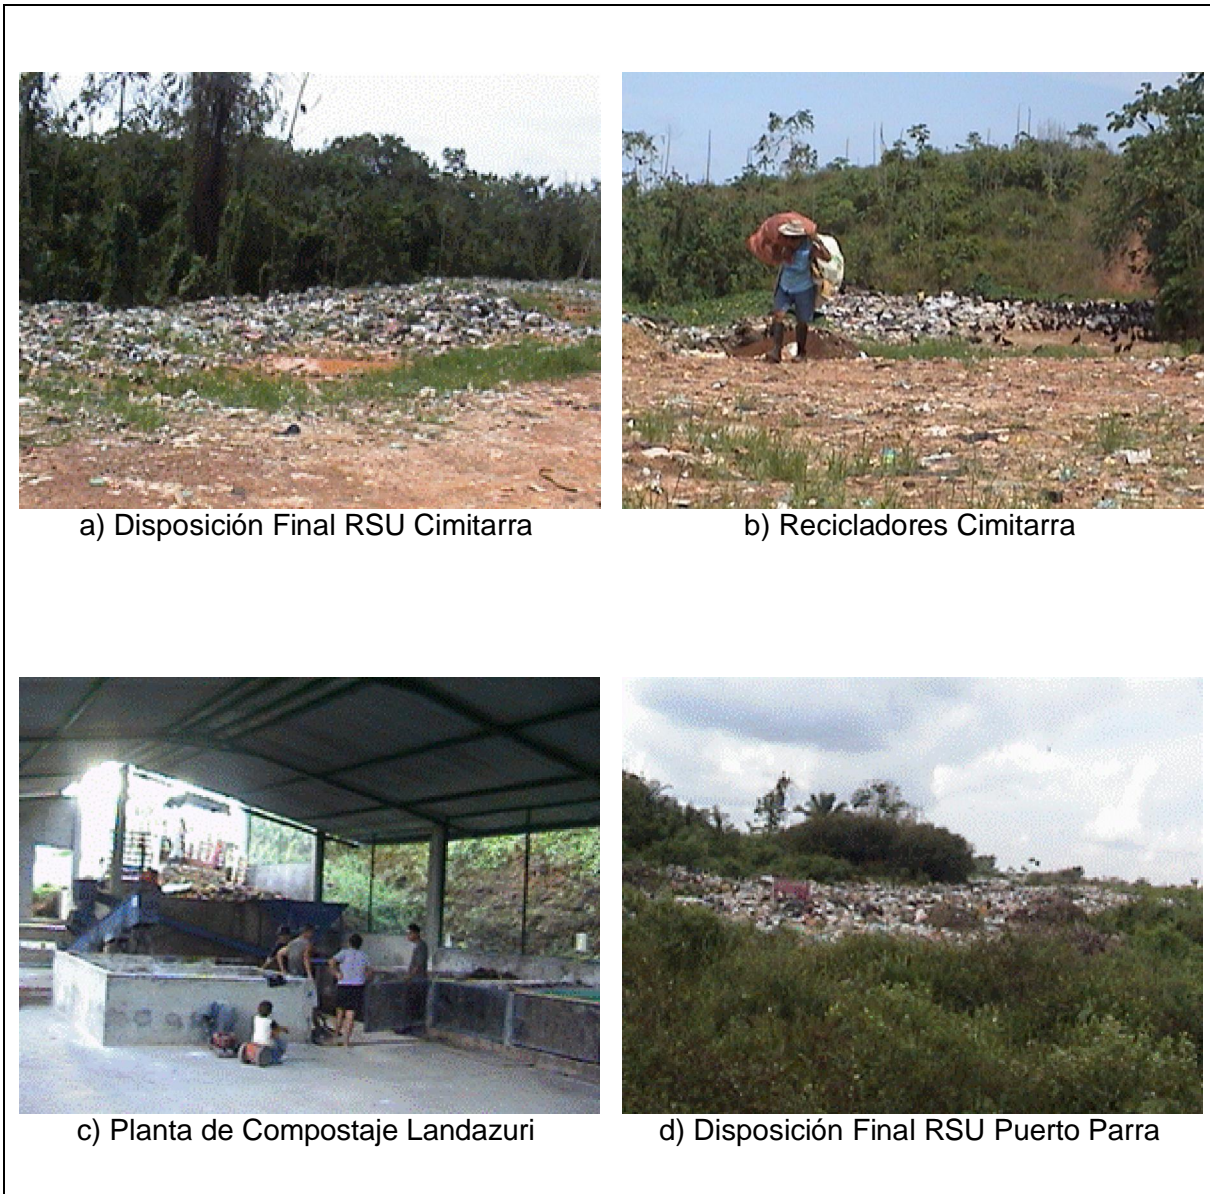 a) Disposición Final RSU Cimitarra
b) Recicladores Cimitarra
c) Planta de Compostaje Landazuri
d) Disposición Final RSU Puerto Parra